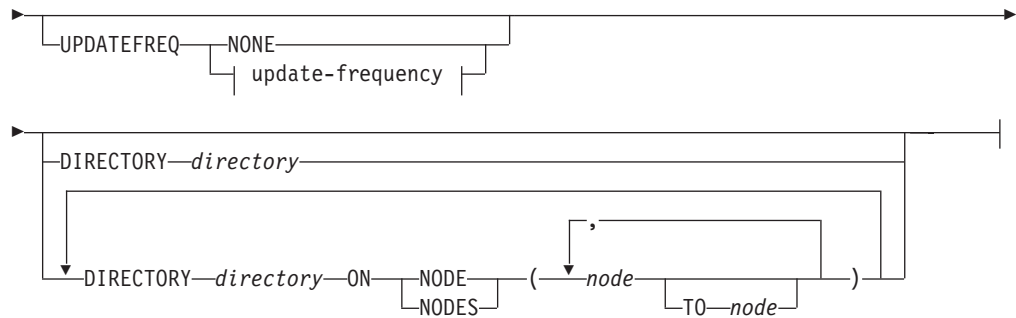 UPDATEFREQ NONE
update-frequency
DIRECTORY directory
,
DIRECTORY directory ON NODE ( node )
NODES TO node